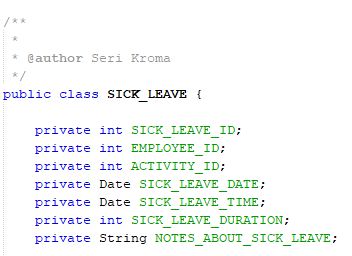 /**
 *
 * @author Seri Kroma
 */
public class SICK_LEAVE {
    private int SICK_LEAVE_ID;
    private int EMPLOYEE_ID;
    private int ACTIVITY_ID;
    private Date SICK_LEAVE_DATE;
    private Date SICK_LEAVE_TIME;
    private int SICK_LEAVE_DURATION;
    private String NOTES_ABOUT_SICK_LEAVE;